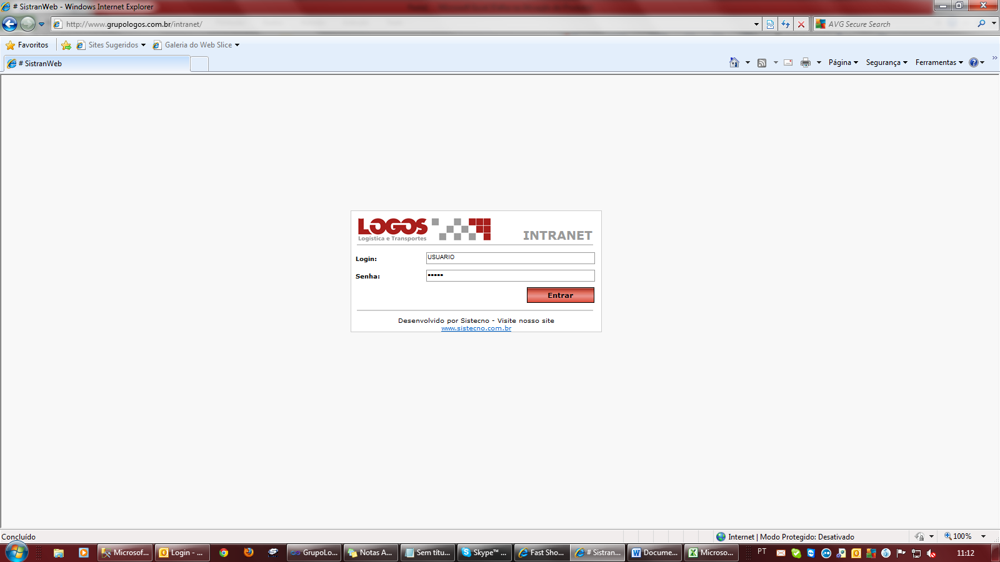 # SistranWeb - Windows Internet Explorer
http://www.grupologos.com.br/intranet/
AVG Secure Search
Favoritos
Sites Sugeridos
Galeria do Web Slice
# SistranWeb
Página
Segurança
Ferramentas
LOGOS
Logística e Transportes
INTRANET
Login:
USUARIO
Senha:
•••••
Entrar
Desenvolvido por Sistecno - Visite nosso site
www.sistecno.com.br
Concluído
Internet | Modo Protegido: Desativado
100%
Microsof...
Login - ...
GrupoLo...
Notas A...
Sem títu...
Skype™ ...
Fast Sho...
# Sistran...
Docume...
Microso...
PT
11:12